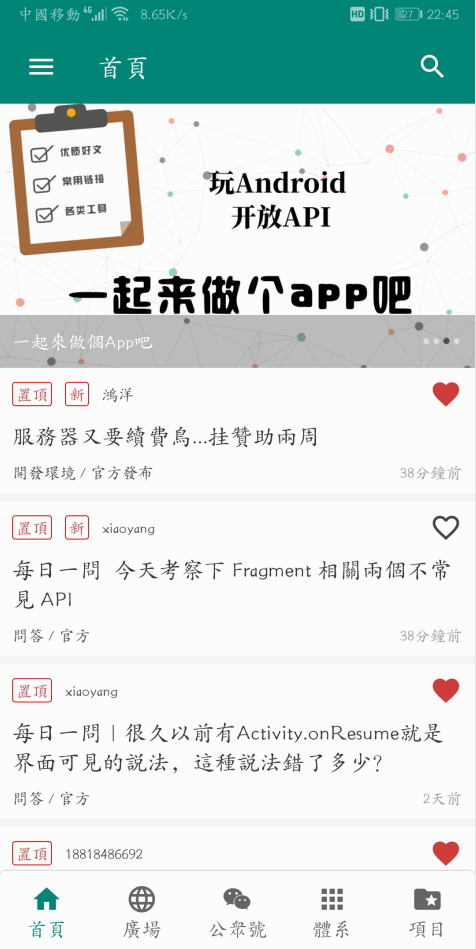 中國移動 4G 8.65K/s HD 27 22:45
首頁
优质好文
常用链接
各类工具
玩Android
开放API
一起来做个app吧
一起來做個App吧
置頂 新 鴻洋
服務器又要續費鳥...挂贊助兩周
開發環境 / 官方發布 38分鐘前
置頂 新 xiaoyang
每日一問 今天考察下 Fragment 相關兩個不常
見 API
問答 / 官方 38分鐘前
置頂 xiaoyang
每日一問 | 很久以前有Activity.onResume就是
界面可見的説法，這種説法錯了多少？
問答 / 官方 2天前
置頂 18818486692
首頁 廣場 公衆號 體系 項目